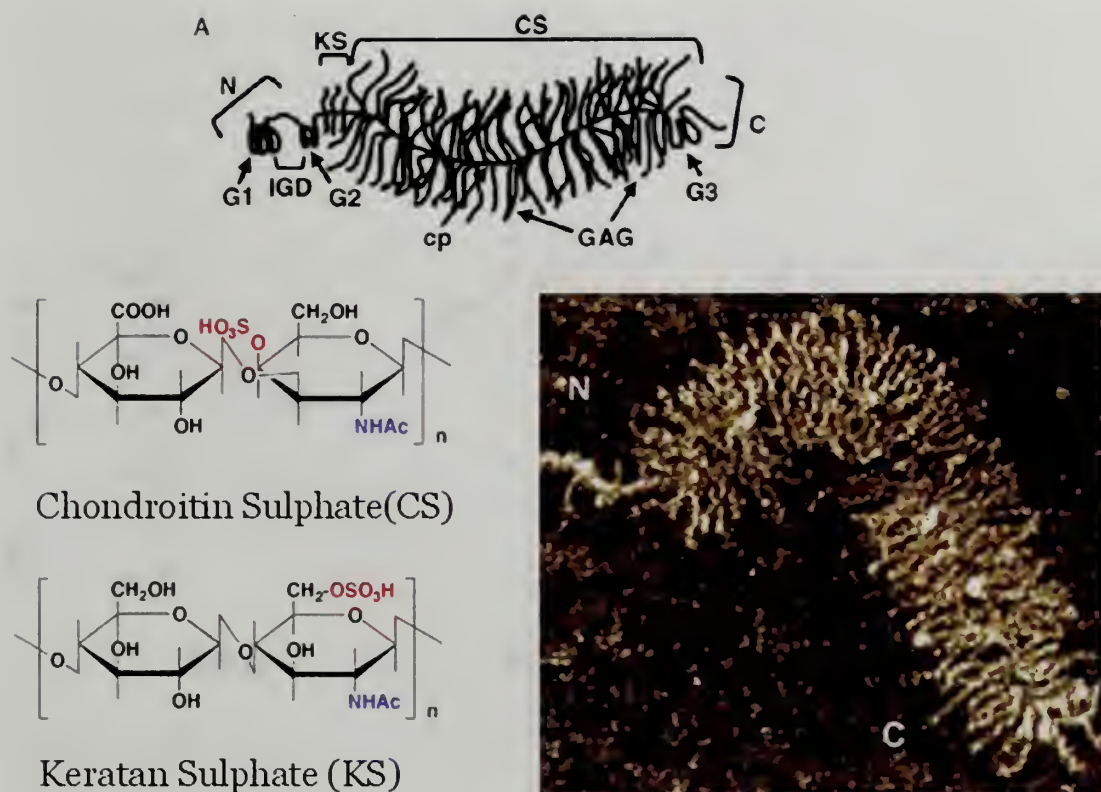 A
KS
CS
N
C
G1
IGD
G2
G3
cp
GAG
COOH
HO₃S
O
CH₂OH
O
O
OH
O
O
OH
NHAc
n
Chondroitin Sulphate(CS)
CH₂OH
CH₂-OSO₃H
O
O
OH
OH
O
O
OH
NHAc
n
Keratan Sulphate (KS)
N
C